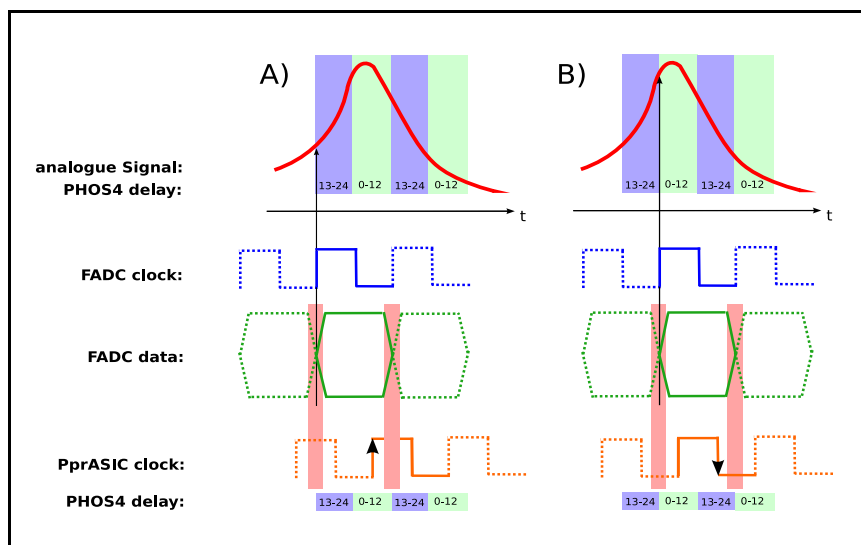 A) B)
analogue Signal:
PHOS4 delay: 13-24 0-12 13-24 0-12 13-24 0-12 13-24 0-12
t t
FADC clock:
FADC data:
PprASIC clock:
PHOS4 delay: 13-24 0-12 13-24 0-12 13-24 0-12 13-24 0-12